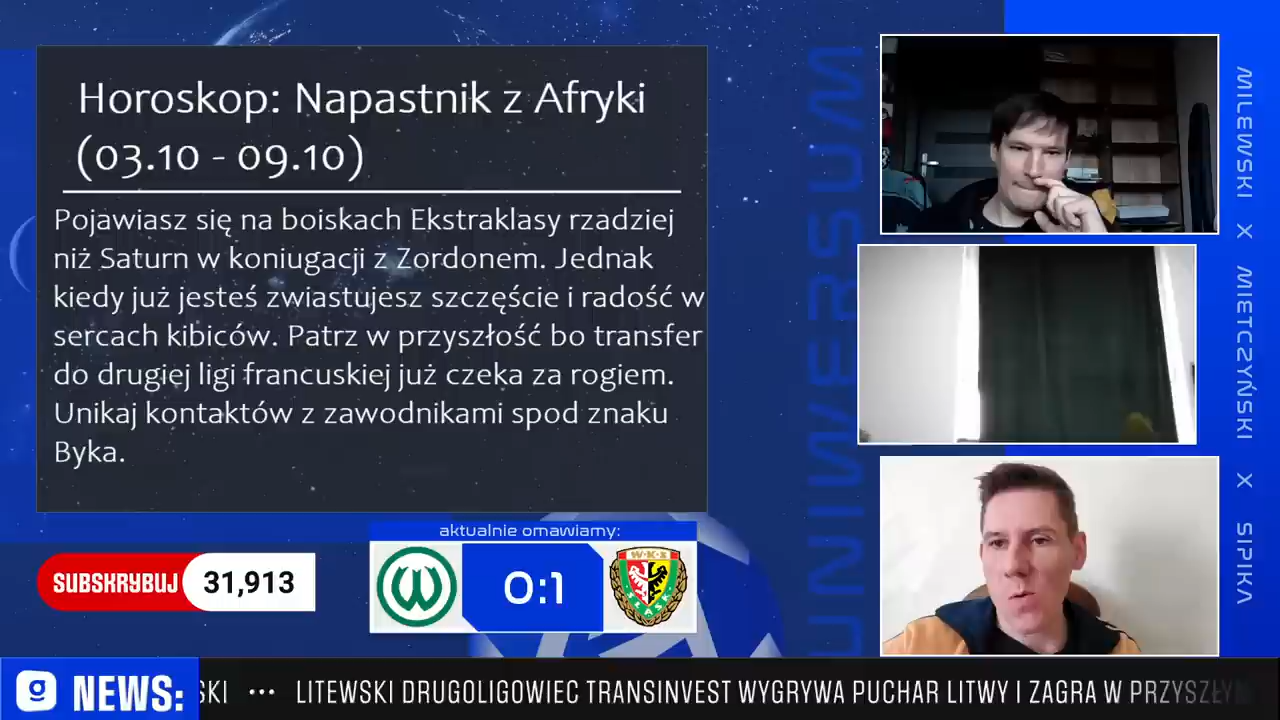 Horoskop: Napastnik z Afryki
(03.10 - 09.10)
Pojawiasz się na boiskach Ekstraklasy rzadziej
niż Saturn w koniugacji z Zordonem. Jednak
kiedy już jesteś zwiastujesz szczęście i radość w
sercach kibiców. Patrz w przyszłość bo transfer
do drugiej ligi francuskiej już czeka za rogiem.
Unikaj kontaktów z zawodnikami spod znaku
Byka.
aktualnie omawiamy:
0:1
W·K·S
ŚLĄSK
SUBSKRYBUJ 31,913
UNIWERSUM
MILEWSKI X MIETCZYŃSKI X SIPIKA
g NEWS: SKI ••• LITEWSKI DRUGOLIGOWIEC TRANSINVEST WYGRYWA PUCHAR LITWY I ZAGRA W